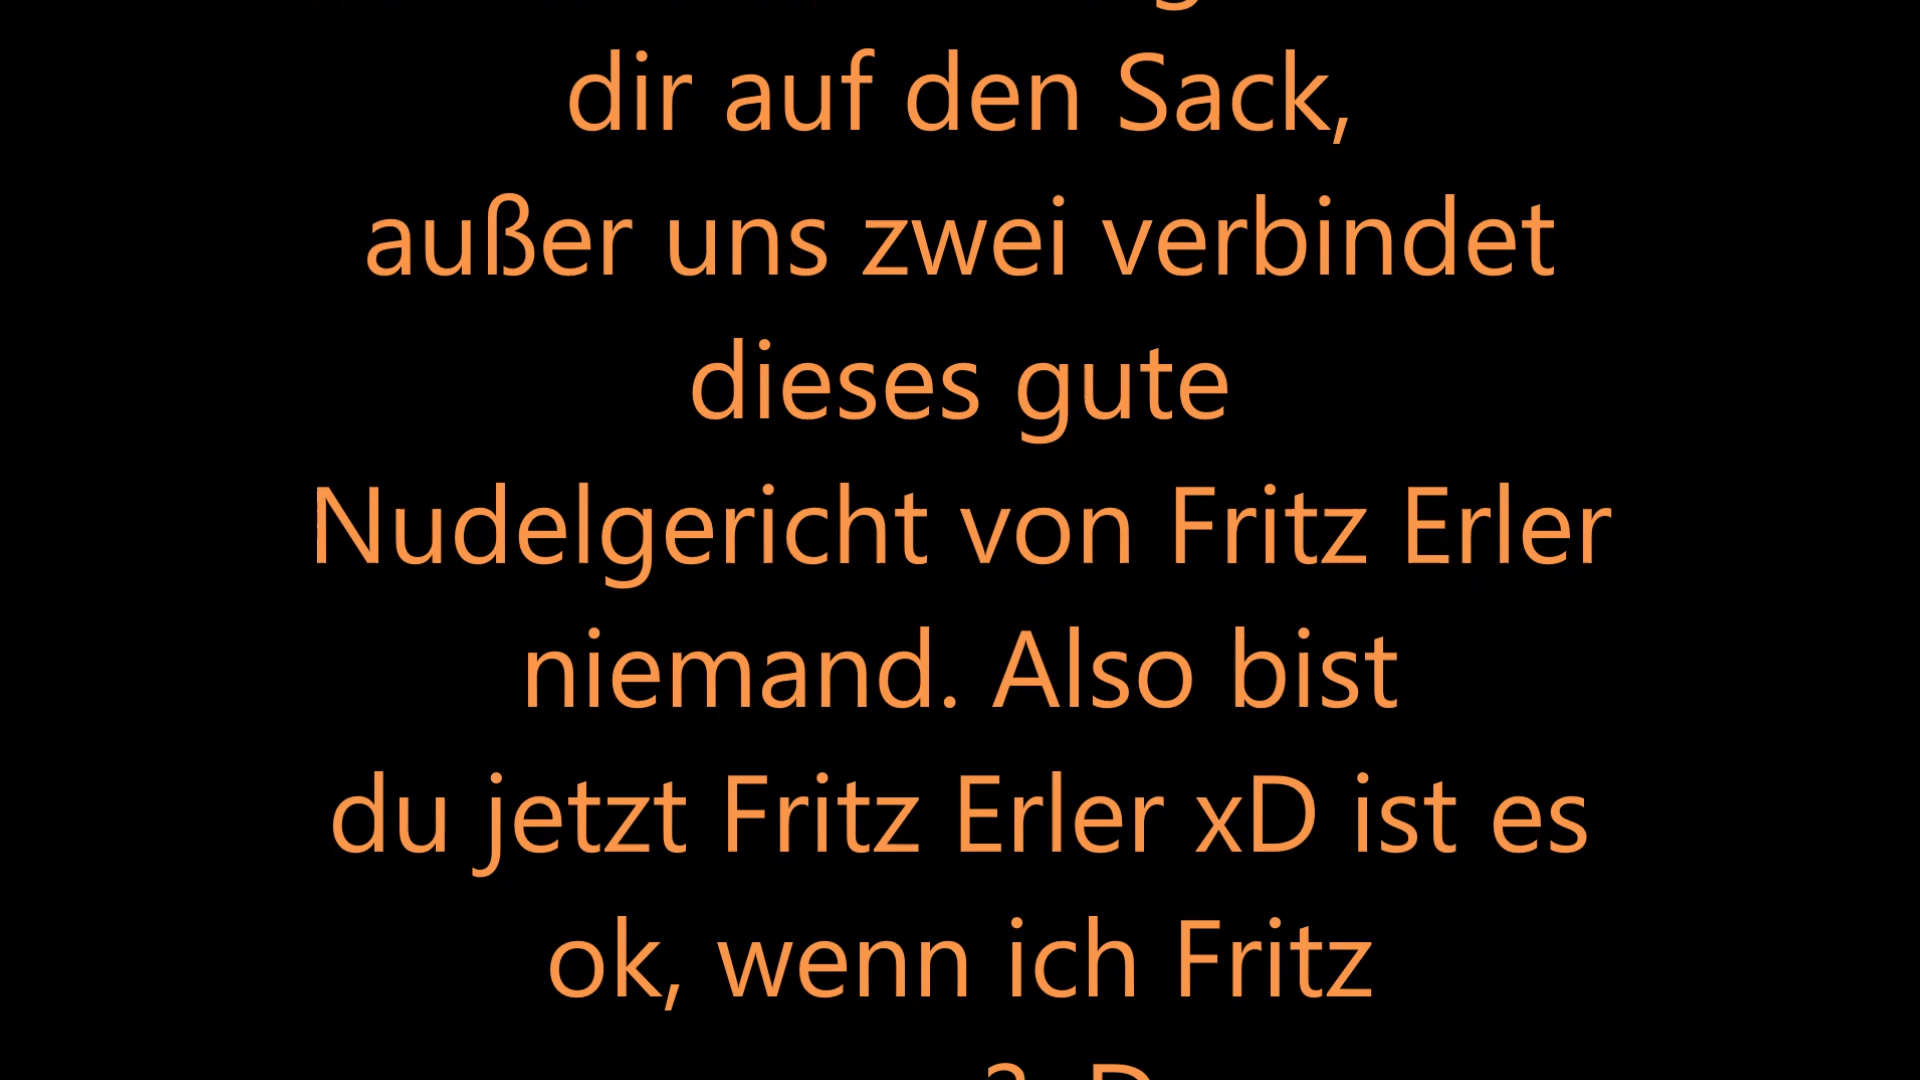 dir auf den Sack,
außer uns zwei verbindet
dieses gute
Nudelgericht von Fritz Erler
niemand. Also bist
du jetzt Fritz Erler xD ist es
ok, wenn ich Fritz